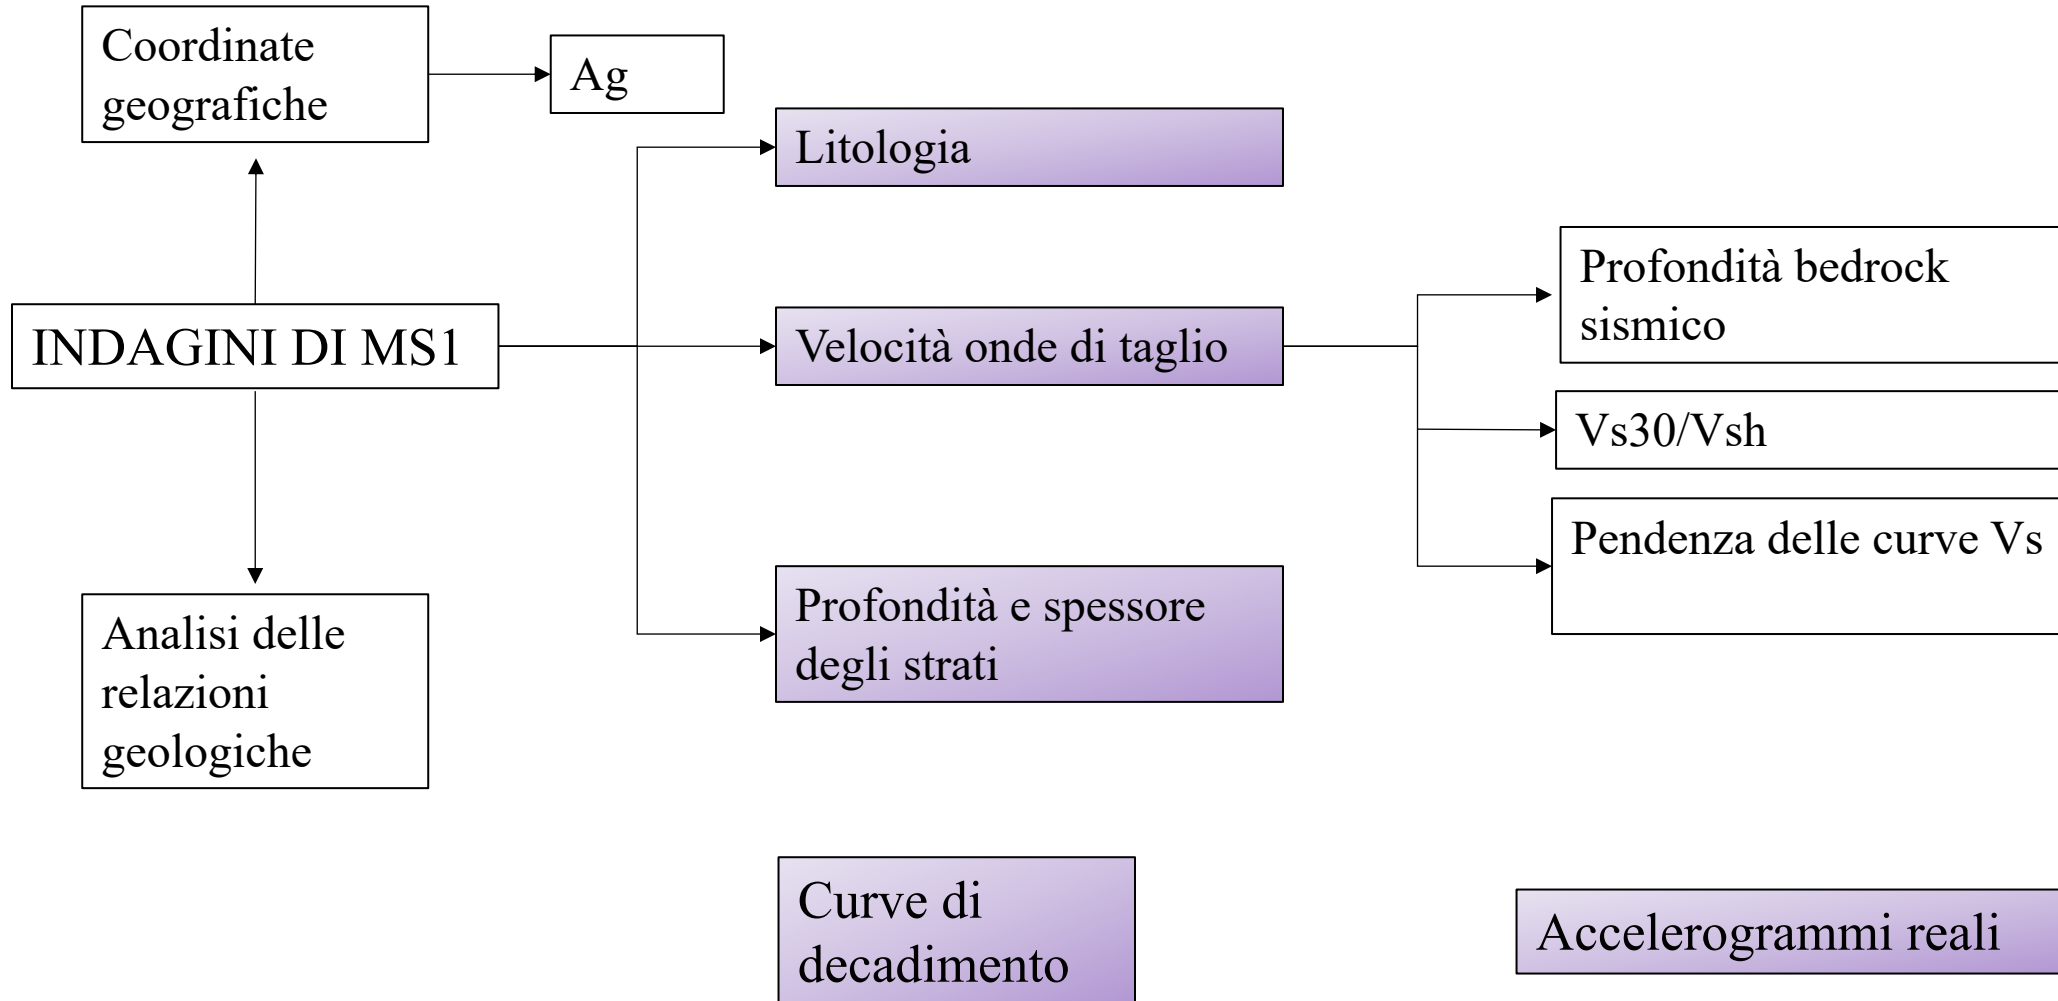 Coordinate
geografiche
Ag
Litologia
Profondità bedrock
sismico
INDAGINI DI MS1
Velocità onde di taglio
Vs30/Vsh
Pendenza delle curve Vs
Profondità e spessore
degli strati
Analisi delle
relazioni
geologiche
Curve di
decadimento
Accelerogrammi reali